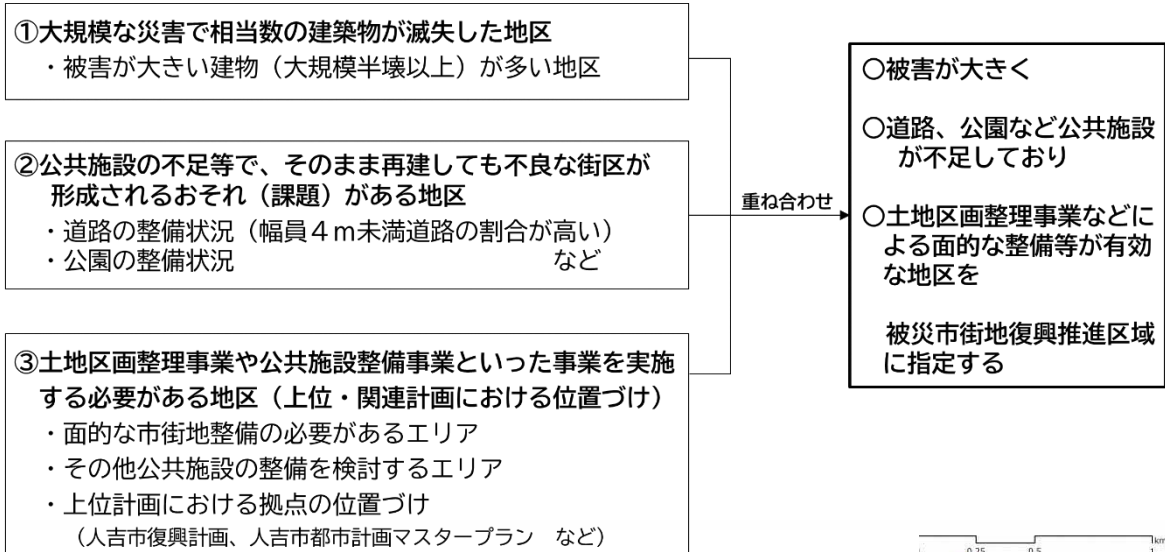 ①大規模な災害で相当数の建築物が滅失した地区
・被害が大きい建物（大規模半壊以上）が多い地区
②公共施設の不足等で、そのまま再建しても不良な街区が
形成されるおそれ（課題）がある地区
・道路の整備状況（幅員４ｍ未満道路の割合が高い）
・公園の整備状況　　　　　　　　　　　など
③土地区画整理事業や公共施設整備事業といった事業を実施
する必要がある地区（上位・関連計画における位置づけ）
・面的な市街地整備の必要があるエリア
・その他公共施設の整備を検討するエリア
・上位計画における拠点の位置づけ
（人吉市復興計画、人吉市都市計画マスタープラン　など）
重ね合わせ
〇被害が大きく
〇道路、公園など公共施設
が不足しており
〇土地区画整理事業などに
よる面的な整備等が有効
な地区を
被災市街地復興推進区域
に指定する
km
0.25 0.5 1